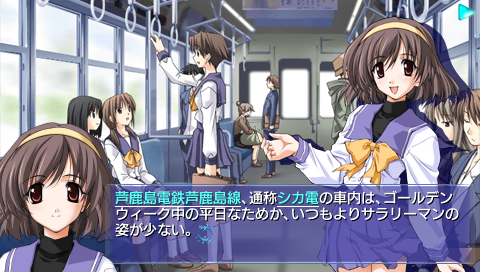 芦鹿島電鉄芦鹿島線、通称シカ電の車内は、ゴールデン
ウィーク中の平日なためか、いつもよりサラリーマンの
姿が少ない。